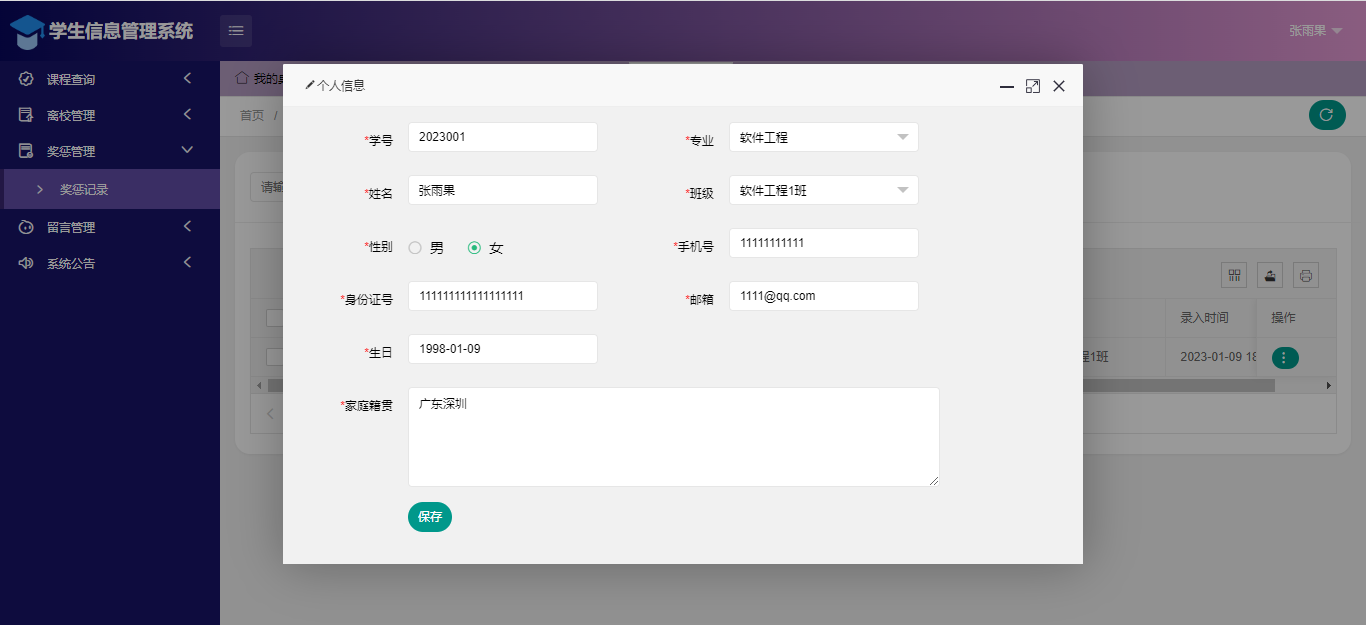 学生信息管理系统
张雨果
课程查询
离校管理
奖惩管理
奖惩记录
留言管理
系统公告
我的
首页 /
个人信息
*学号 2023001 *专业 软件工程
*姓名 张雨果 *班级 软件工程1班
*性别 男 女 *手机号 11111111111
*身份证号 111111111111111111 *邮箱 1111@qq.com
*生日 1998-01-09
*家庭籍贯 广东深圳
保存
请输
录入时间 操作
程1班 2023-01-09 18